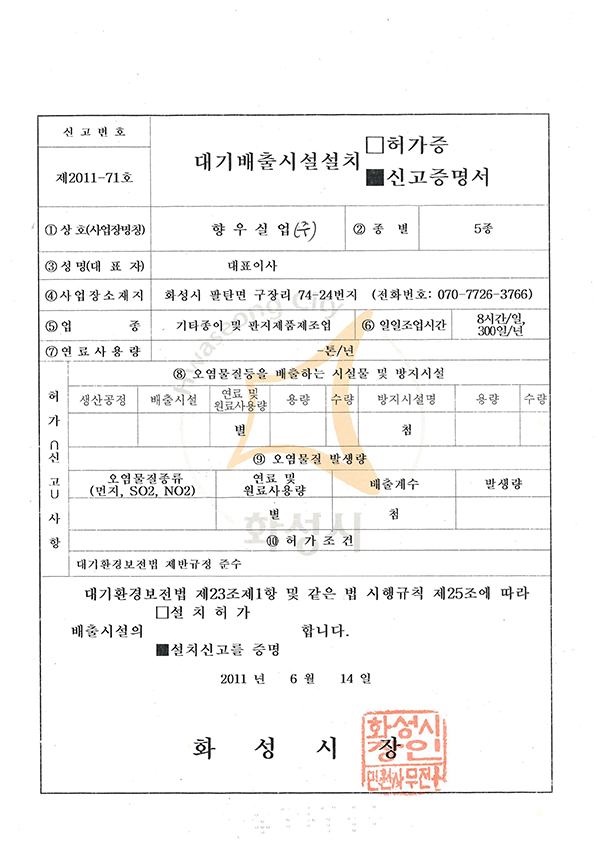 신고번호
제2011-71호
대기배출시설설치 □허가증
■신고증명서
①상호(사업장명칭) 향우실업(주) ②종별 5종
③성명(대표자) 대표이사
④사업장소재지 화성시 팔탄면 구장리 74-24번지 (전화번호: 070-7726-3766)
⑤업종 기타종이 및 판지제품제조업 ⑥일일조업시간 8시간/일, 300일/년
⑦연료사용량 -톤/년
허가(신고)사항
⑧ 오염물질등을 배출하는 시설물 및 방지시설
생산공정 배출시설 연료 및 원료사용량 용량 수량 방지시설명 용량 수량
별 첨
⑨ 오염물질 발생량
오염물질종류 (먼지, SO2, NO2) 연료 및 원료사용량 배출계수 발생량
별 첨
⑩허가조건
대기환경보전법 제반규정 준수
대기환경보전법 제23조제1항 및 같은 법 시행규칙 제25조에 따라
□설치허가
배출시설의 합니다.
■설치신고를 증명
2011 년 6 월 14 일
화성시장
화성시
장인
민원사무전용
Hwaseong City
화성시